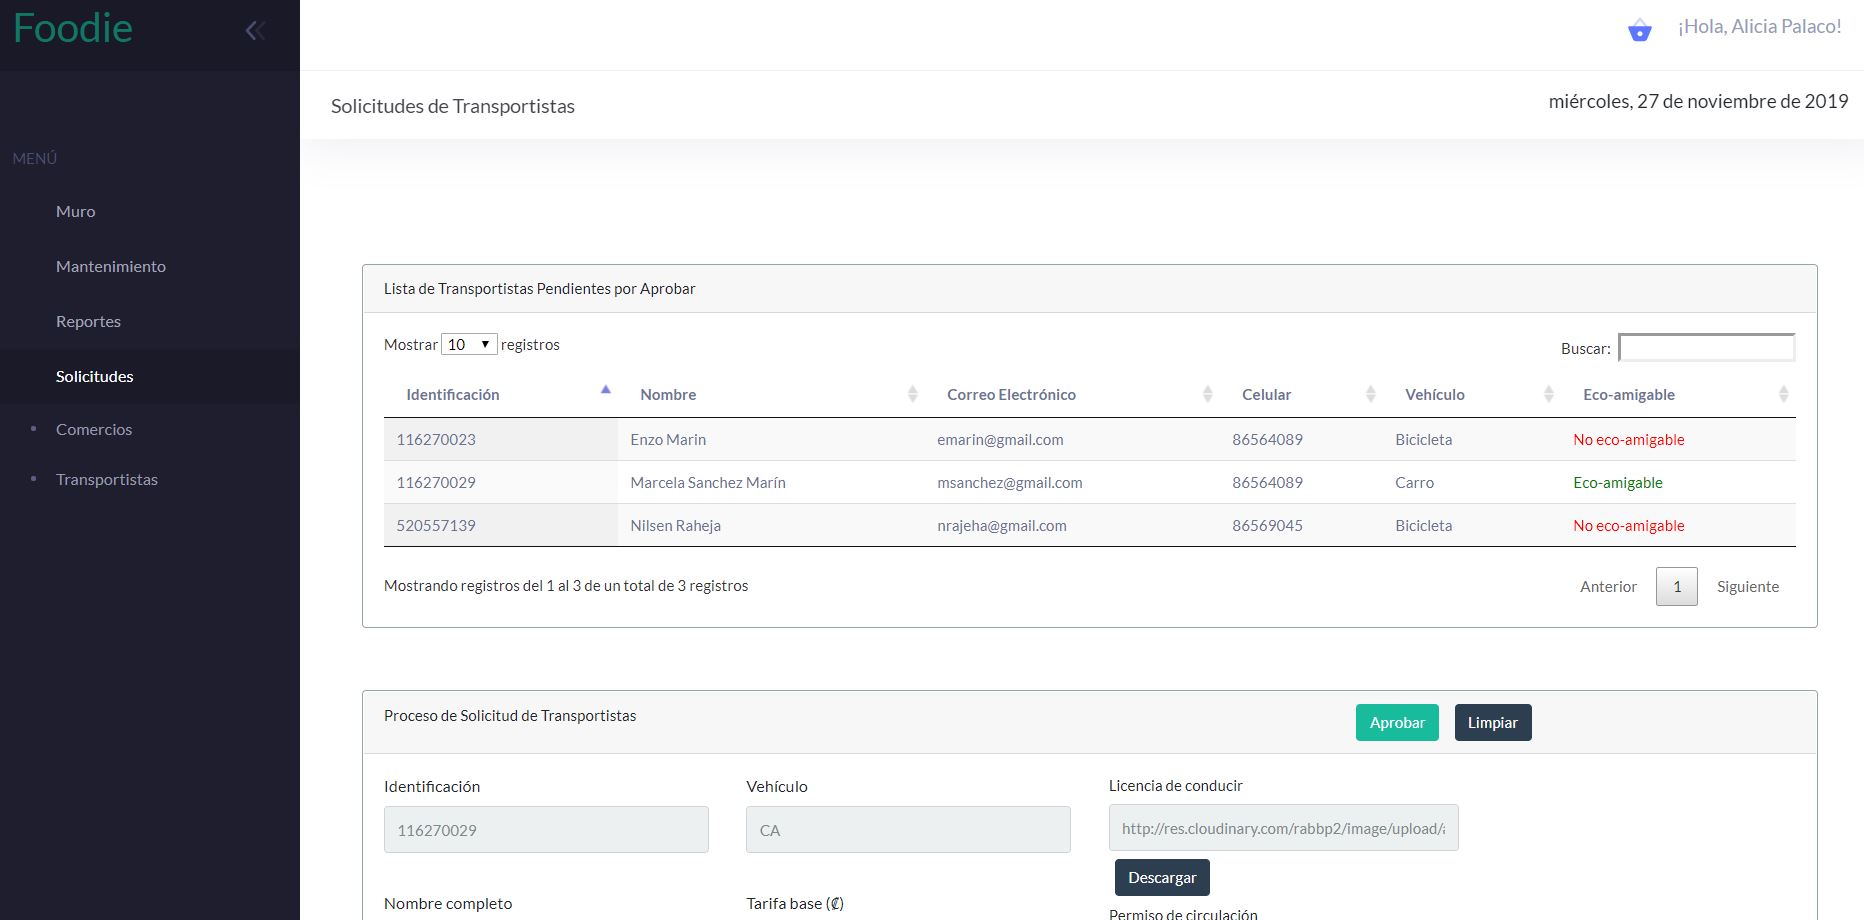 Foodie
¡Hola, Alicia Palaco!
Solicitudes de Transportistas
miércoles, 27 de noviembre de 2019
MENÚ
Muro
Mantenimiento
Reportes
Solicitudes
Comercios
Transportistas
Lista de Transportistas Pendientes por Aprobar
Mostrar 10 registros
Buscar:
Identificación Nombre Correo Electrónico Celular Vehículo Eco-amigable
116270023 Enzo Marin emarin@gmail.com 86564089 Bicicleta No eco-amigable
116270029 Marcela Sanchez Marín msanchez@gmail.com 86564089 Carro Eco-amigable
520557139 Nilsen Raheja nrajeha@gmail.com 86569045 Bicicleta No eco-amigable
Mostrando registros del 1 al 3 de un total de 3 registros
Anterior 1 Siguiente
Proceso de Solicitud de Transportistas
Aprobar Limpiar
Identificación Vehículo Licencia de conducir
116270029 CA http://res.cloudinary.com/rabbp2/image/upload/
Descargar
Nombre completo Tarifa base (₡)
Permiso de circulación